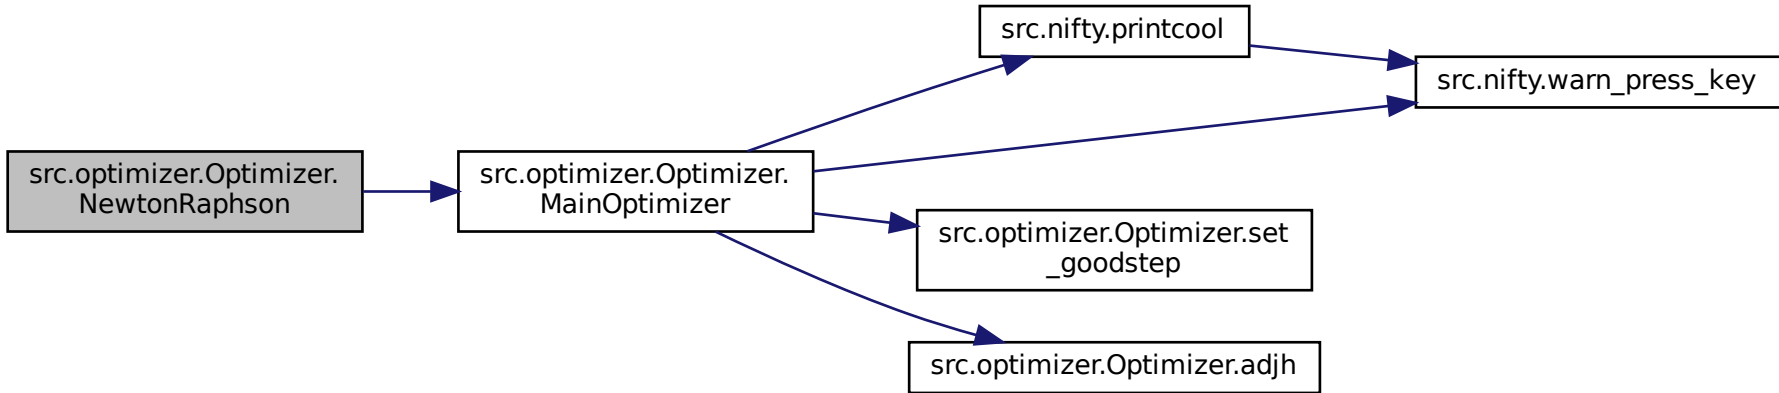 src.optimizer.Optimizer.
NewtonRaphson
src.optimizer.Optimizer.
MainOptimizer
src.nifty.printcool
src.nifty.warn_press_key
src.optimizer.Optimizer.set
_goodstep
src.optimizer.Optimizer.adjh